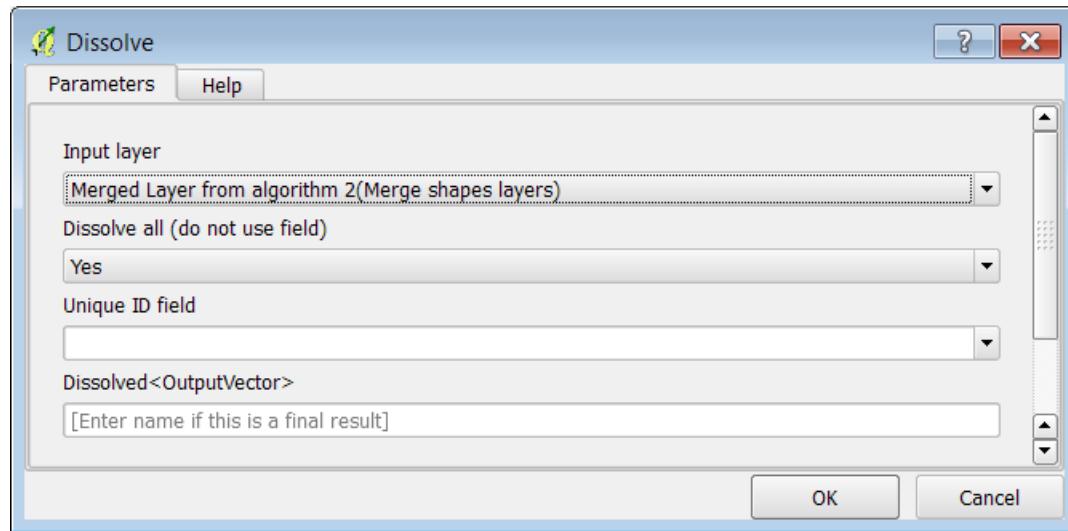 Dissolve
Parameters
Help
Input layer
Merged Layer from algorithm 2(Merge shapes layers)
Dissolve all (do not use field)
Yes
Unique ID field
Dissolved<OutputVector>
[Enter name if this is a final result]
OK
Cancel